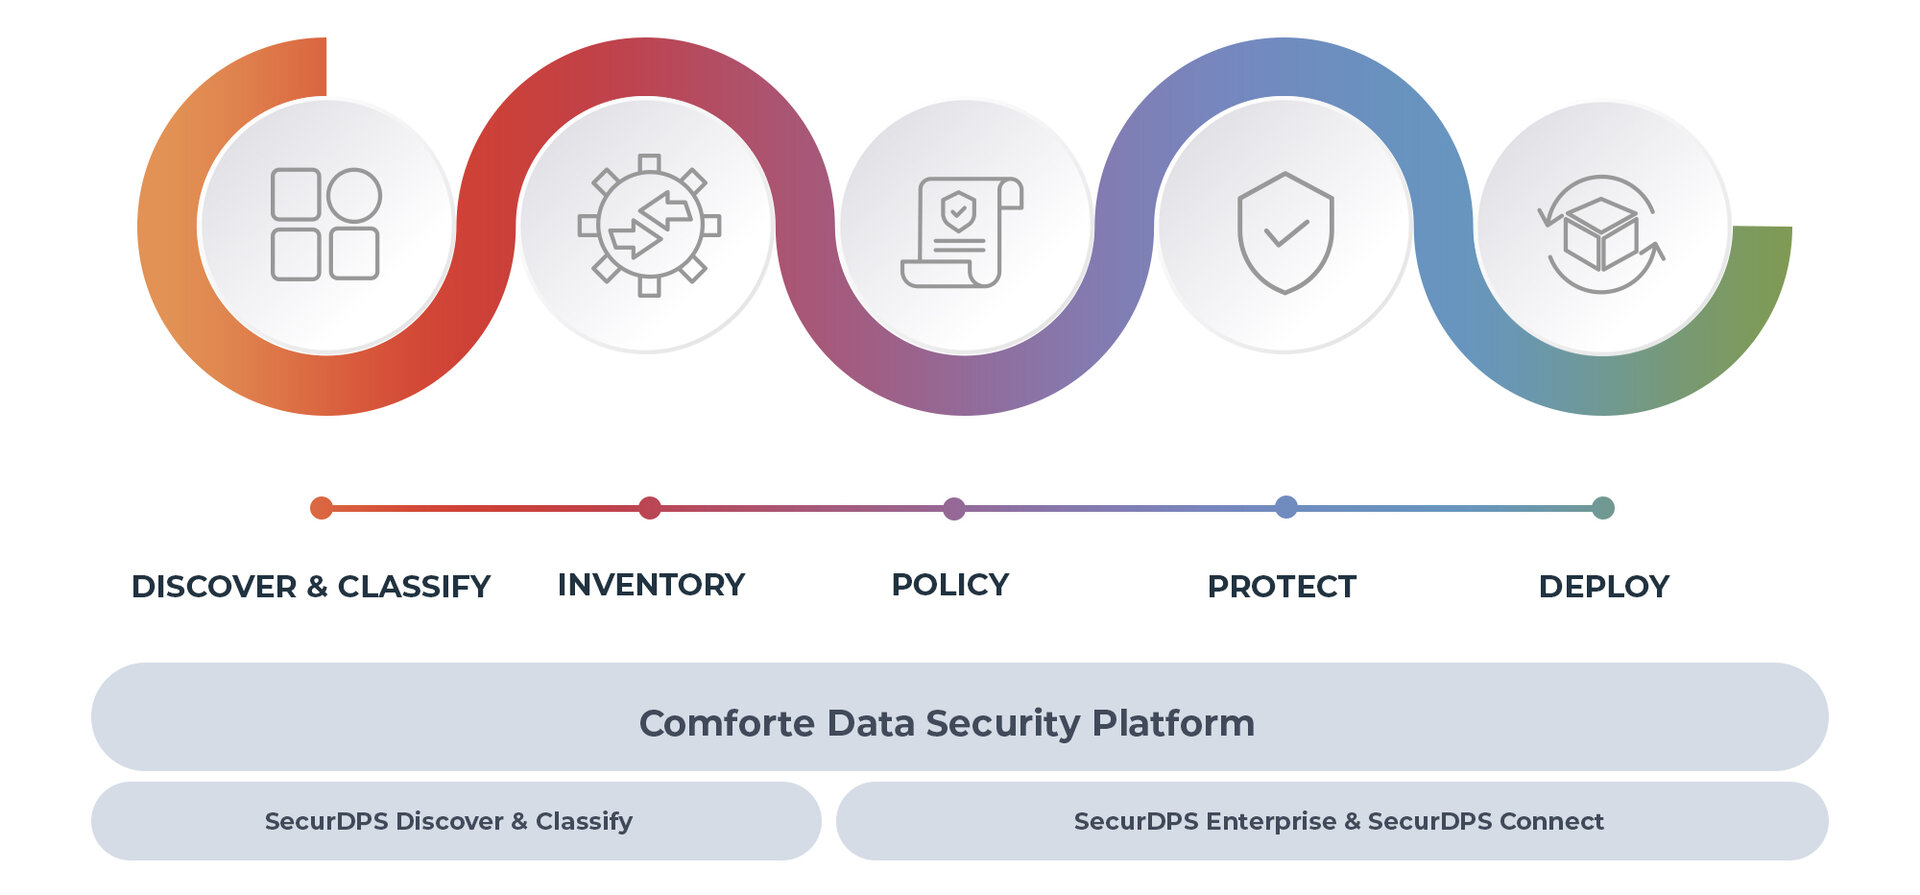 DISCOVER & CLASSIFY
INVENTORY
POLICY
PROTECT
DEPLOY
Comforte Data Security Platform
SecurDPS Discover & Classify
SecurDPS Enterprise & SecurDPS Connect